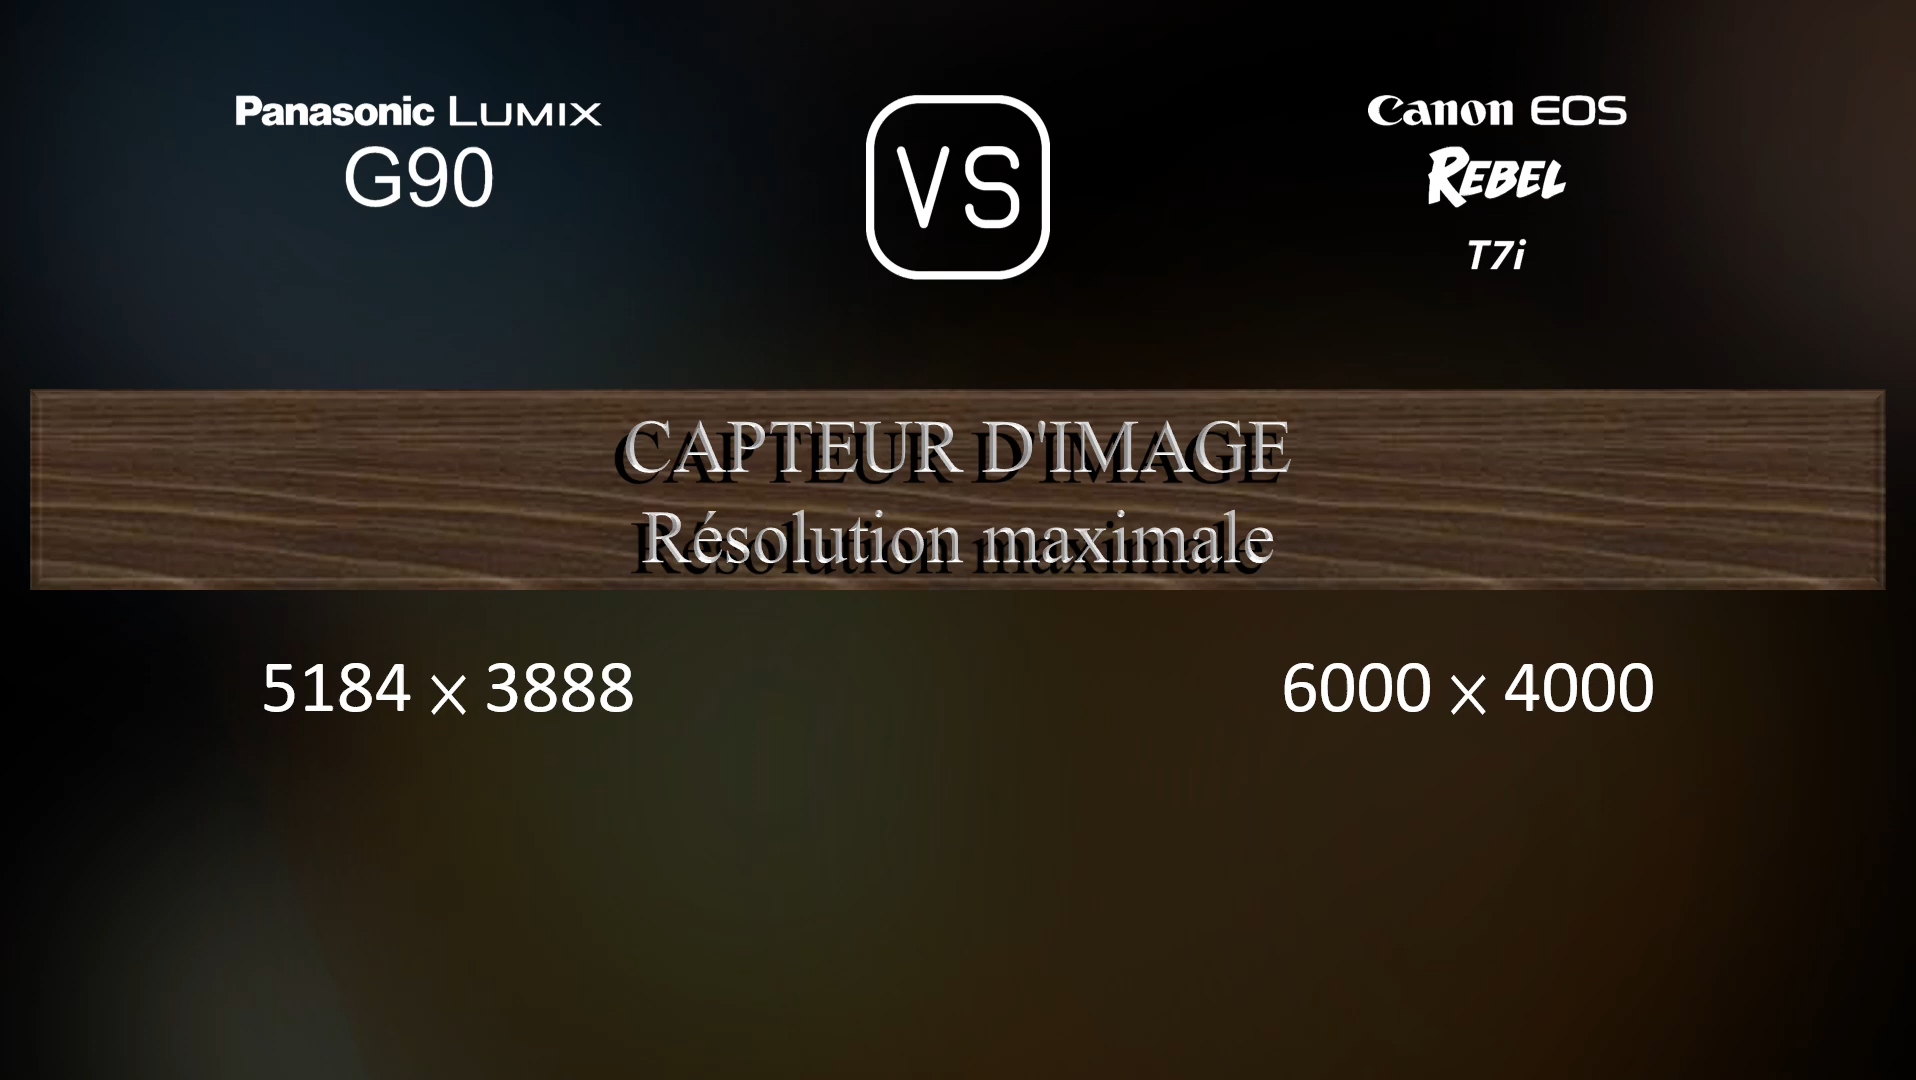 Panasonic LUMIX
G90
VS
Canon EOS
REBEL
T7i
CAPTEUR D'IMAGE
Résolution maximale
5184 x 3888
6000 x 4000